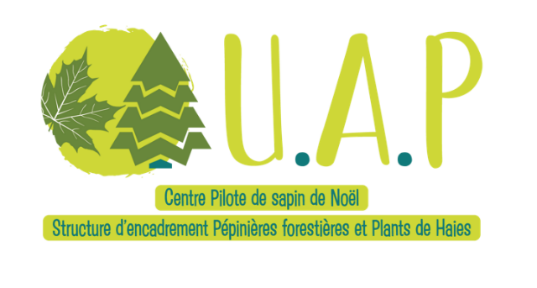 U.A.P
Centre Pilote de sapin de Noël
Structure d'encadrement Pépinières forestières et Plants de Haies